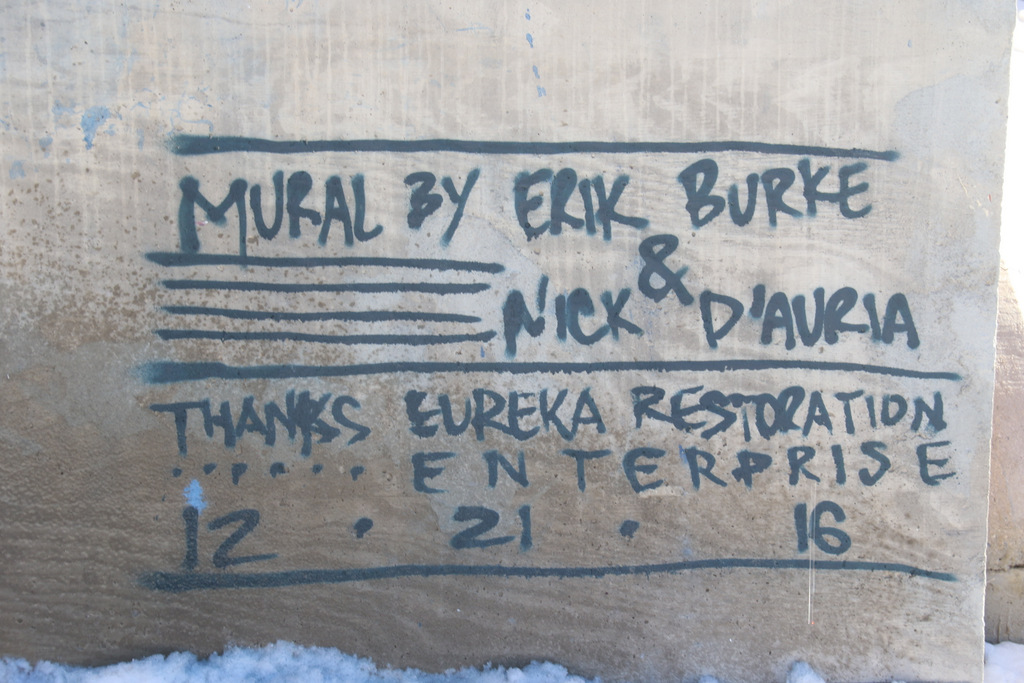 MURAL BY ERIK BURKE
&
NICK D'AURIA
THANKS EUREKA RESTORATION
...... ENTERPRISE
12 • 21 • 16